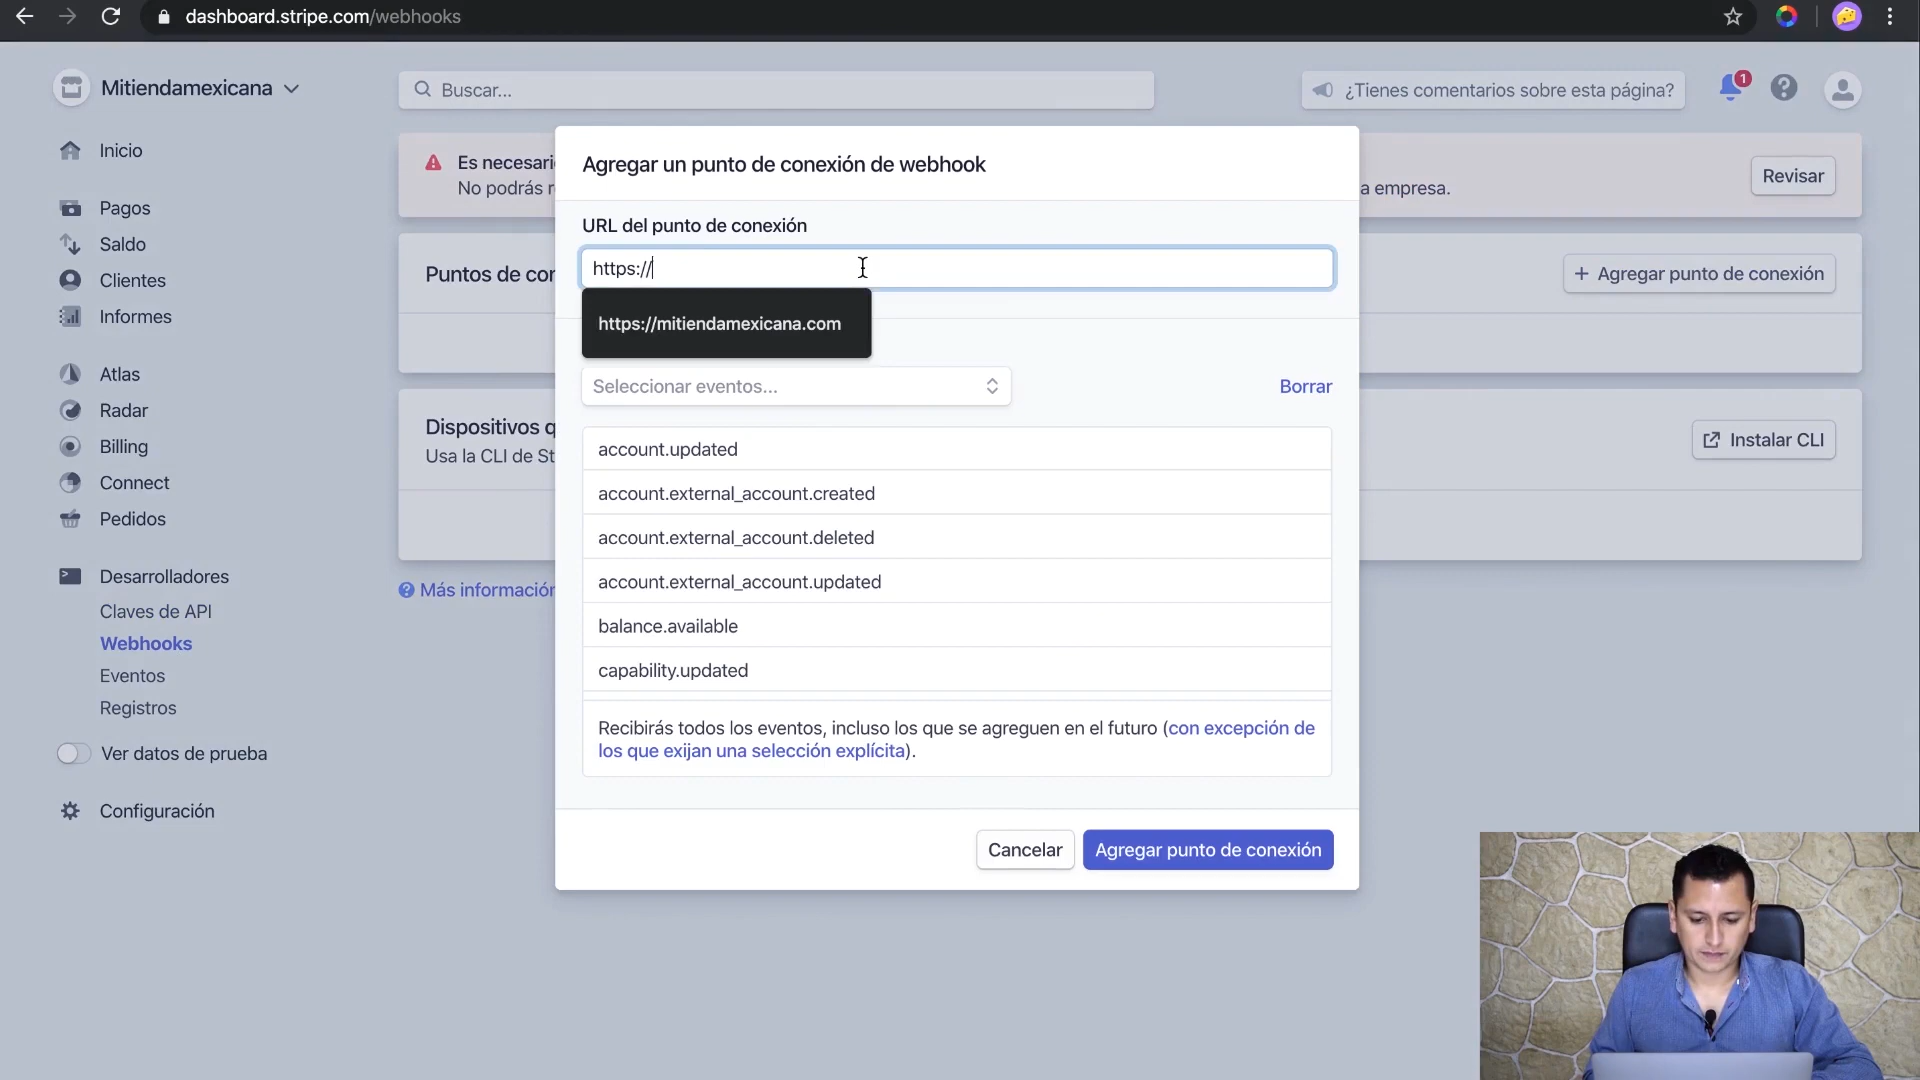 dashboard.stripe.com/webhooks
Mitiendamexicana
Buscar...
¿Tienes comentarios sobre esta página?
1
Inicio
Pagos
Saldo
Clientes
Informes
Atlas
Radar
Billing
Connect
Pedidos
Desarrolladores
Claves de API
Webhooks
Eventos
Registros
Ver datos de prueba
Configuración
Es necesari
No podrás r
a empresa.
Revisar
Puntos de con
+ Agregar punto de conexión
Dispositivos q
Usa la CLI de St
Instalar CLI
Más información
Agregar un punto de conexión de webhook
URL del punto de conexión
https://
https://mitiendamexicana.com
Seleccionar eventos...
Borrar
account.updated
account.external_account.created
account.external_account.deleted
account.external_account.updated
balance.available
capability.updated
Recibirás todos los eventos, incluso los que se agreguen en el futuro (con excepción de
los que exijan una selección explícita).
Cancelar
Agregar punto de conexión